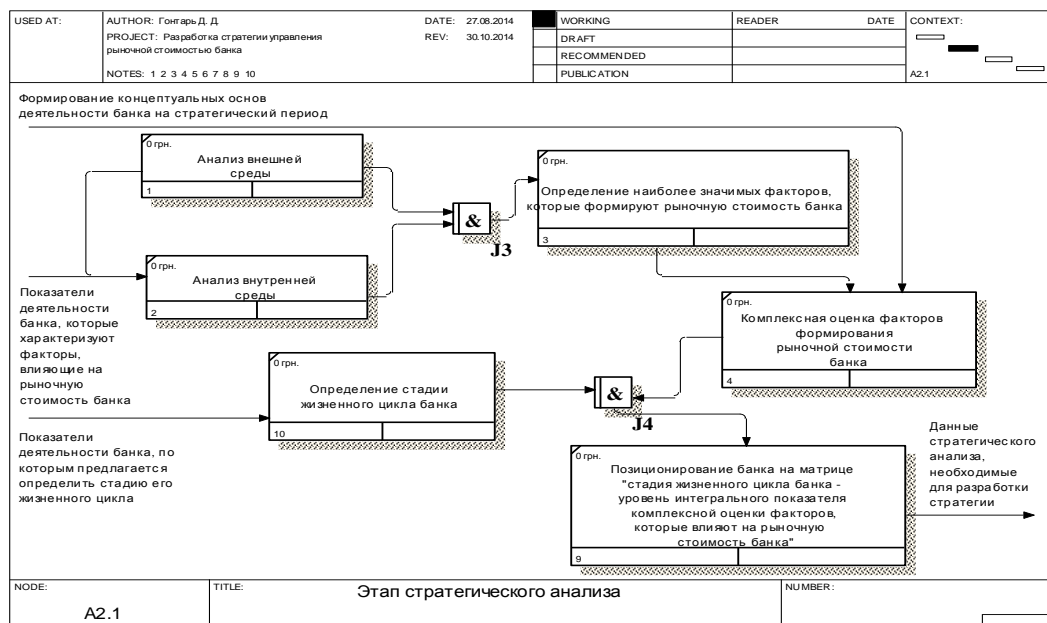 USED AT:
AUTHOR: Гонтарь Д. Д.
DATE: 27.08.2014
PROJECT: Разработка стратегии управления
рыночной стоимостью банка
REV: 30.10.2014
NOTES: 1 2 3 4 5 6 7 8 9 10
WORKING
DRAFT
RECOMMENDED
PUBLICATION
READER DATE
CONTEXT:
A2.1
Формирование концептуальных основ
деятельности банка на стратегический период
0 грн.
Анализ внешней
среды
1
0 грн.
Анализ внутренней
среды
2
&
J3
0 грн.
Определение наиболее значимых факторов,
которые формируют рыночную стоимость банка
3
Показатели
деятельности
банка, которые
характеризуют
факторы,
влияющие на
рыночную
стоимость банка
0 грн.
Комплексная оценка факторов
формирования
рыночной стоимости
банка
4
0 грн.
Определение стадии
жизненного цикла банка
10
&
J4
Показатели
деятельности банка, по
которым предлагается
определить стадию его
жизненного цикла
0 грн.
Позиционирование банка на матрице
"стадия жизненного цикла банка -
уровень интегрального показателя
комплексной оценки факторов,
которые влияют на рыночную
стоимость банка"
9
Данные
стратегического
анализа,
необходимые
для разработки
стратегии
NODE:
A2.1
TITLE:
Этап стратегического анализа
NUMBER: